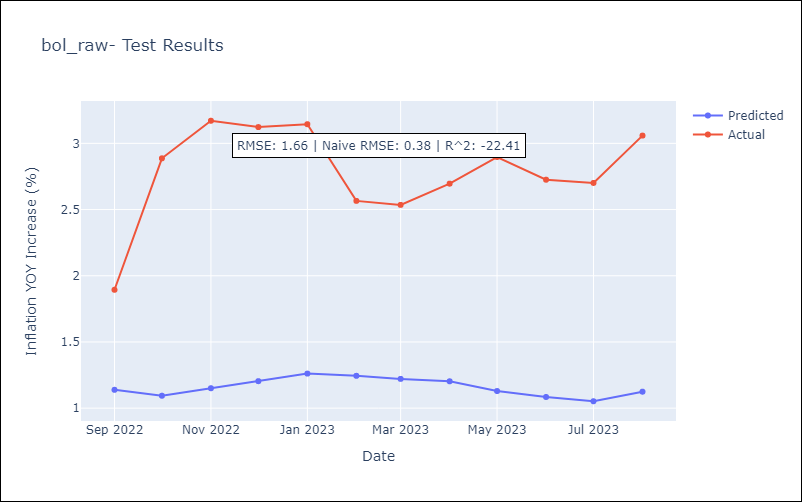 bol_raw- Test Results
Predicted
Actual
RMSE: 1.66 | Naive RMSE: 0.38 | R^2: -22.41
Inflation YOY Increase (%)
3
2.5
2
1.5
1
Sep 2022 Nov 2022 Jan 2023 Mar 2023 May 2023 Jul 2023
Date